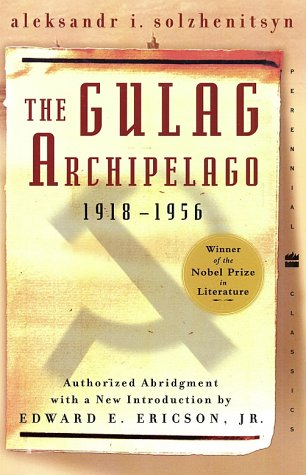 aleksandr i. solzhenitsyn
THE GULAG
ARCHIPELAGO
1918–1956
Winner
of the
Nobel Prize
in
Literature
Authorized Abridgment
with a New Introduction by
EDWARD E. ERICSON, JR.
PERENNIAL
CLASSICS